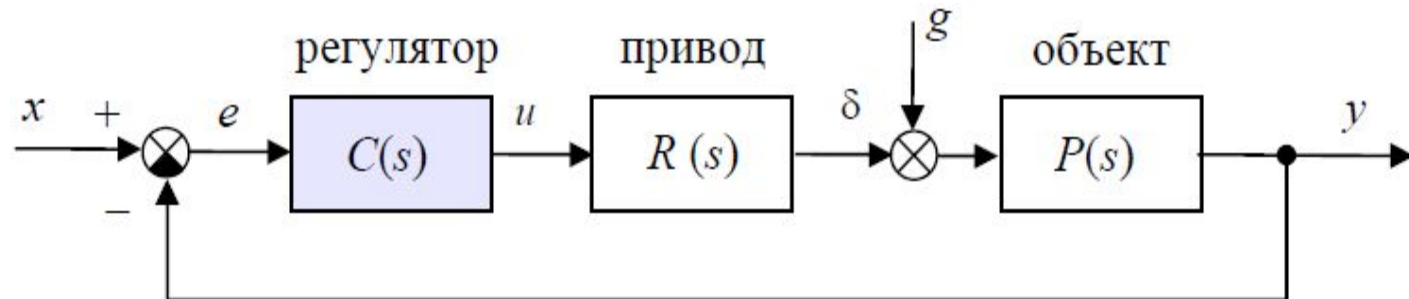 регулятор привод g объект
x + e C(s) u R (s) δ P(s) y
–